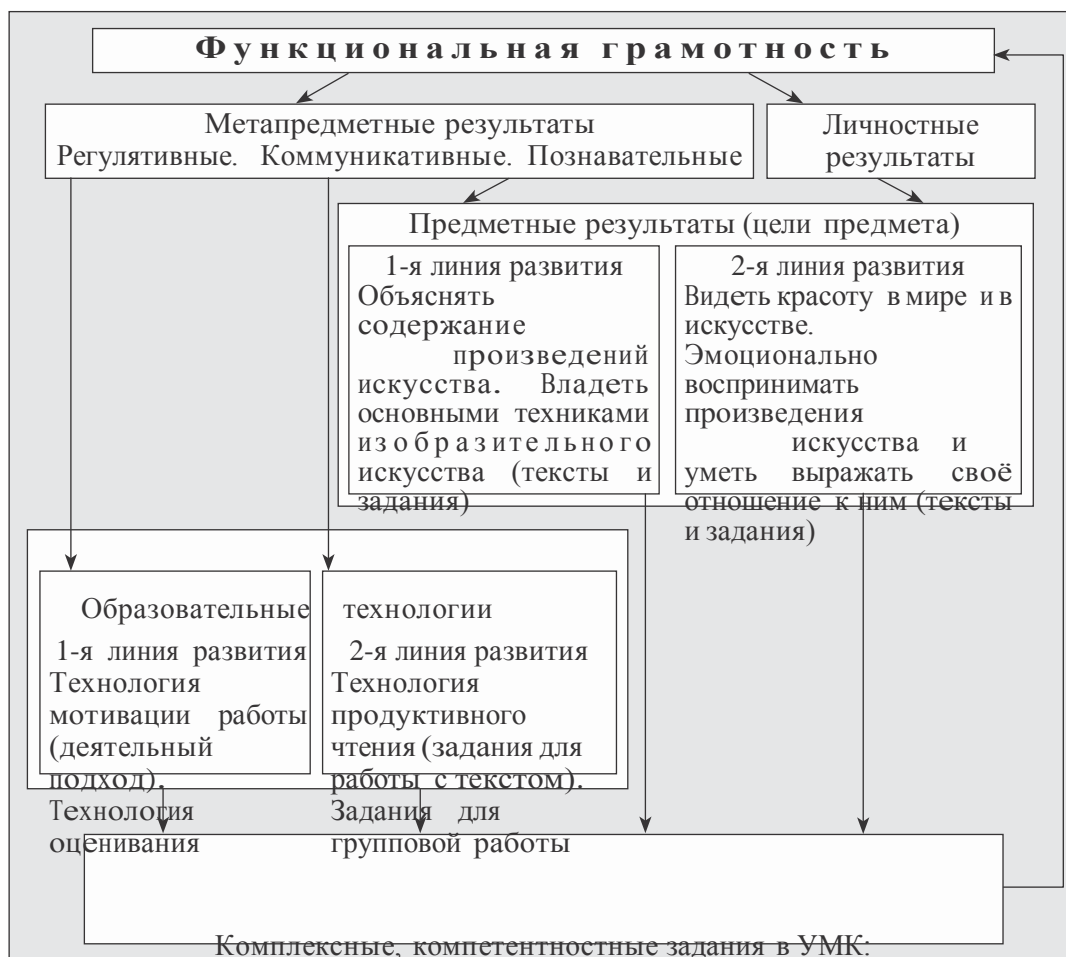 Функциональная грамотность
Метапредметные результаты
Регулятивные. Коммуникативные. Познавательные
Личностные
результаты
Предметные результаты (цели предмета)
1-я линия развития
Объяснять
содержание
произведений
искусства. Владеть
основными техниками
изобразительного
искусства (тексты и
задания)
2-я линия развития
Видеть красоту в мире и в
искусстве.
Эмоционально
воспринимать
произведения
искусства и
уметь выражать своё
отношение к ним (тексты
и задания)
Образовательные технологии
1-я линия развития
Технология
мотивации работы
(деятельный
подход).
Технология
оценивания
2-я линия развития
Технология
продуктивного
чтения (задания для
работы с текстом).
Задания для
групповой работы
Комплексные, компетентностные задания в УМК: